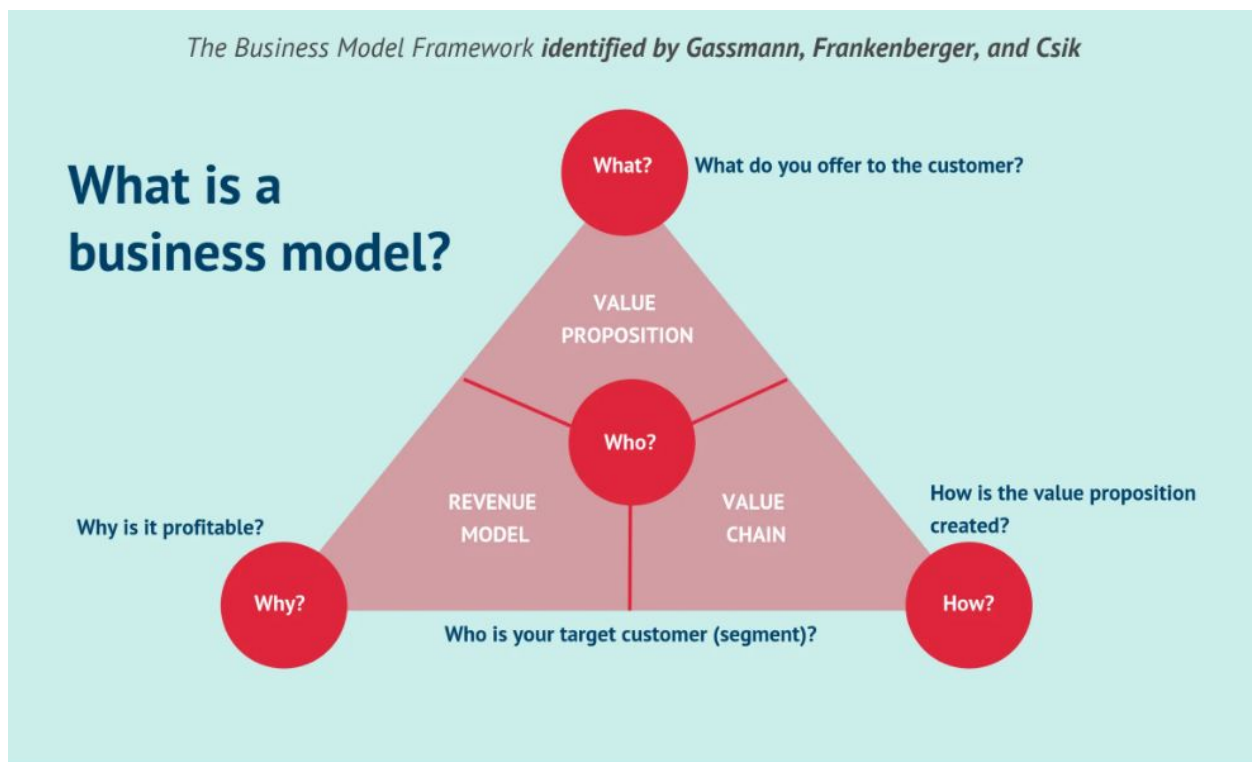 The Business Model Framework identified by Gassmann, Frankenberger, and Csik
What is a
business model?
What?
What do you offer to the customer?
VALUE
PROPOSITION
Who?
REVENUE
MODEL
VALUE
CHAIN
Why is it profitable?
How is the value proposition
created?
Why?
How?
Who is your target customer (segment)?